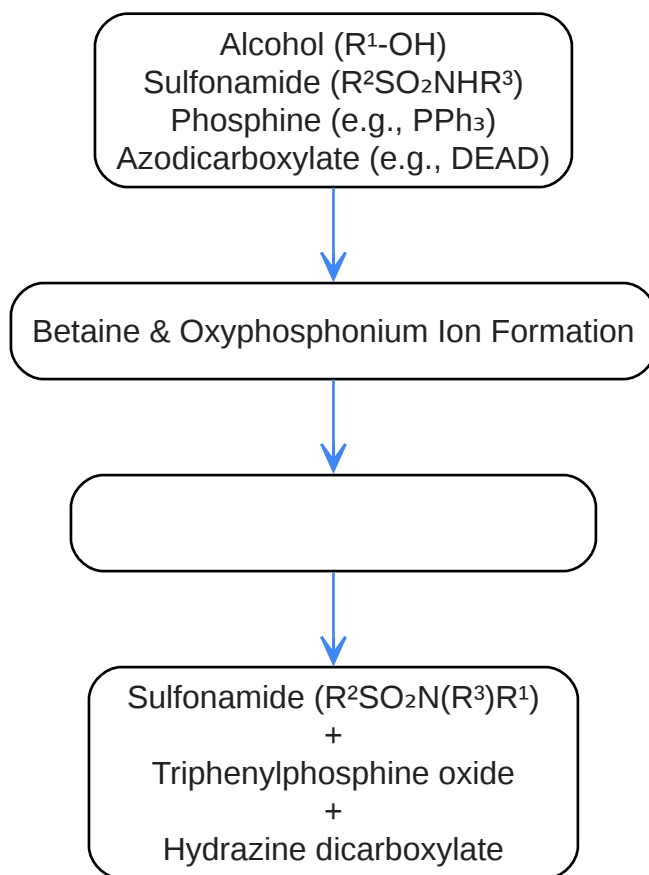 Alcohol (R¹-OH)
Sulfonamide (R²SO₂NHR³)
Phosphine (e.g., PPh₃)
Azodicarboxylate (e.g., DEAD)
Betaine & Oxyphosphonium Ion Formation
Sulfonamide (R²SO₂N(R³)R¹)
+
Triphenylphosphine oxide
+
Hydrazine dicarboxylate